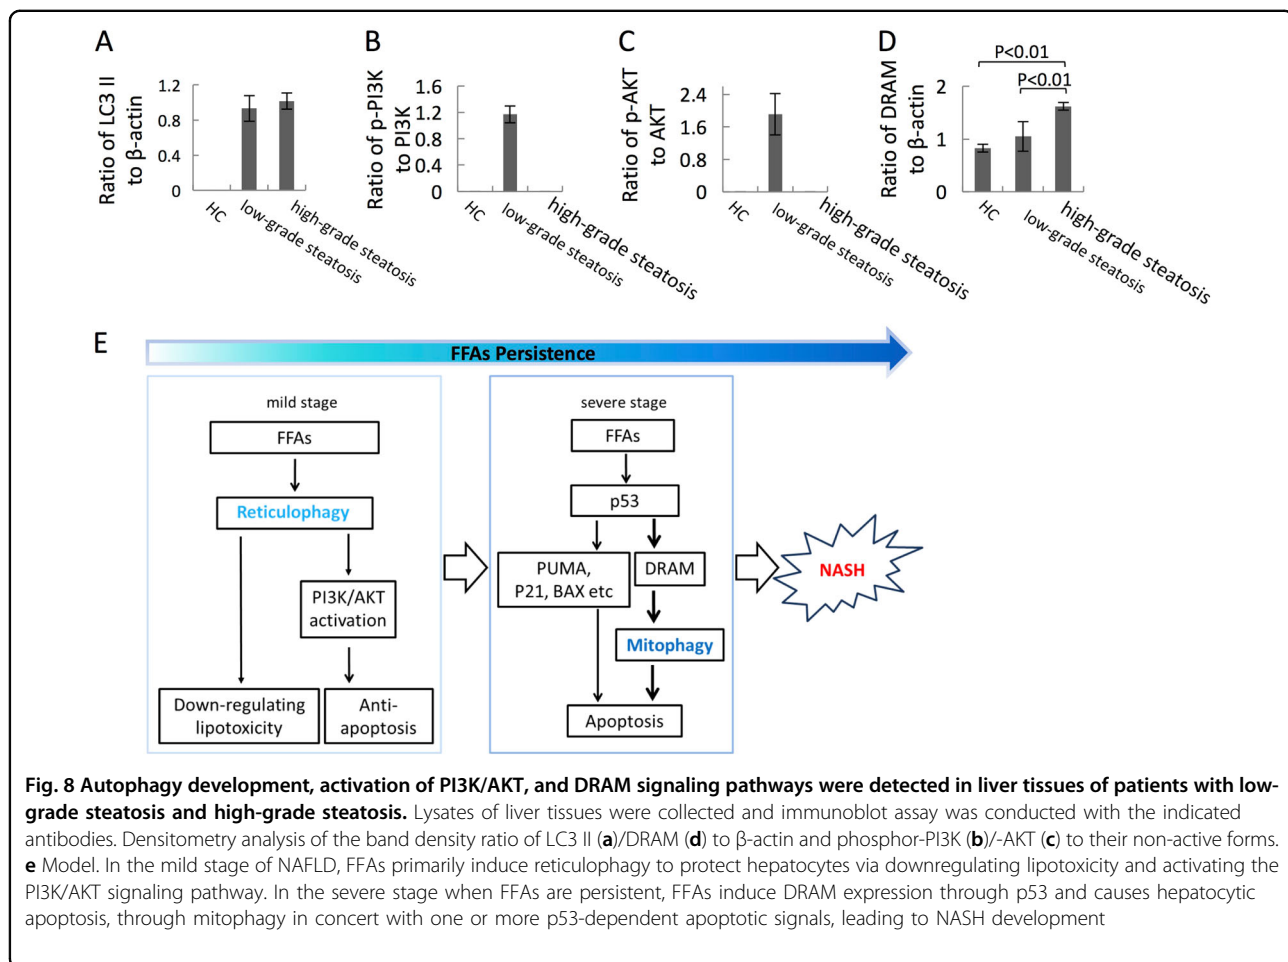 A
Ratio of LC3 II
to β-actin
1.2
0.8
0.4
0
HC
low-grade steatosis
high-grade steatosis
B
Ratio of p-PI3K
to PI3K
1.6
1.2
0.8
0.4
0
HC
low-grade steatosis
high-grade steatosis
C
Ratio of p-AKT
to AKT
2.4
1.6
0.8
0
HC
low-grade steatosis
high-grade steatosis
D
Ratio of DRAM
to β-actin
P<0.01
P<0.01
2
1
0
HC
low-grade steatosis
high-grade steatosis
E
FFAs Persistence
mild stage
FFAs
Reticulophagy
PI3K/AKT
activation
Down-regulating
lipotoxicity
Anti-
apoptosis
severe stage
FFAs
p53
PUMA,
P21, BAX etc
DRAM
Mitophagy
Apoptosis
NASH
Fig. 8 Autophagy development, activation of PI3K/AKT, and DRAM signaling pathways were detected in liver tissues of patients with low-
grade steatosis and high-grade steatosis. Lysates of liver tissues were collected and immunoblot assay was conducted with the indicated
antibodies. Densitometry analysis of the band density ratio of LC3 II (a)/DRAM (d) to β-actin and phosphor-PI3K (b)/-AKT (c) to their non-active forms.
e Model. In the mild stage of NAFLD, FFAs primarily induce reticulophagy to protect hepatocytes via downregulating lipotoxicity and activating the
PI3K/AKT signaling pathway. In the severe stage when FFAs are persistent, FFAs induce DRAM expression through p53 and causes hepatocytic
apoptosis, through mitophagy in concert with one or more p53-dependent apoptotic signals, leading to NASH development